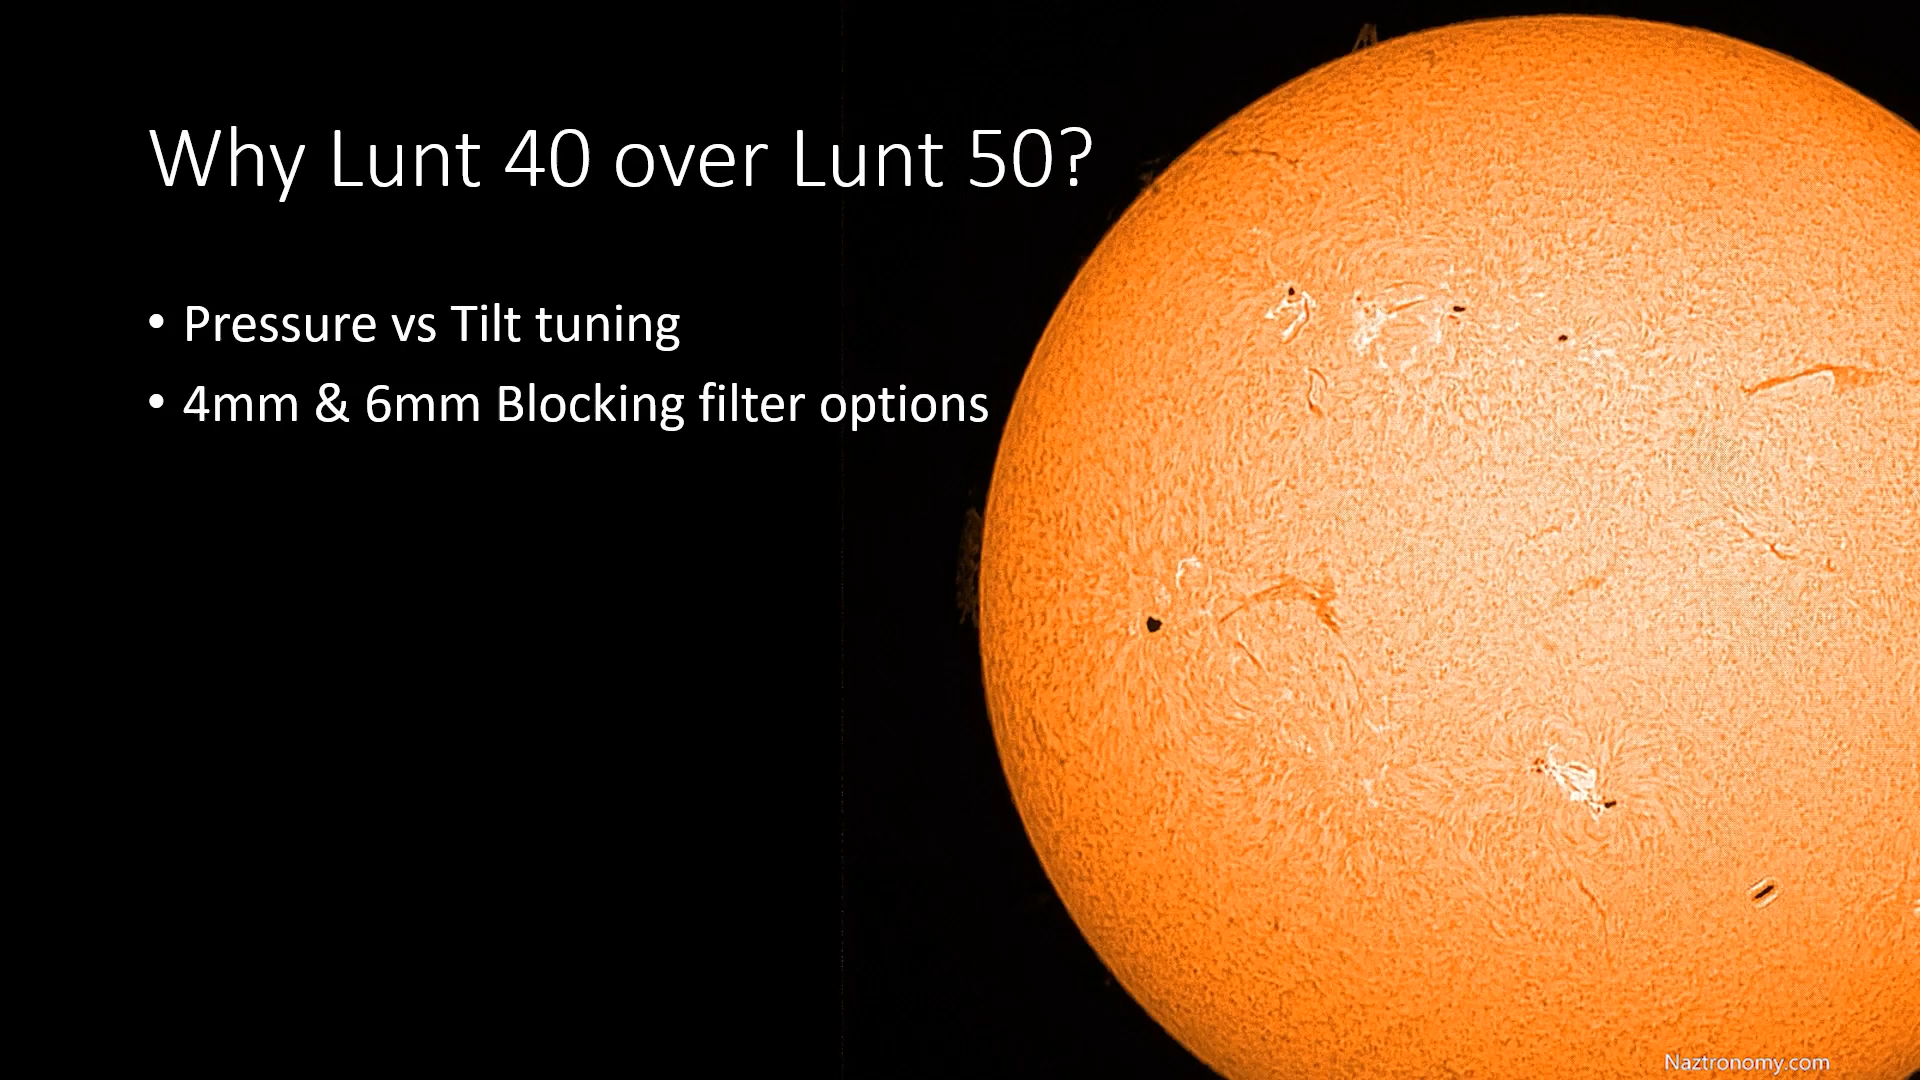 Why Lunt 40 over Lunt 50?
• Pressure vs Tilt tuning
• 4mm & 6mm Blocking filter options
Naztronomy.com